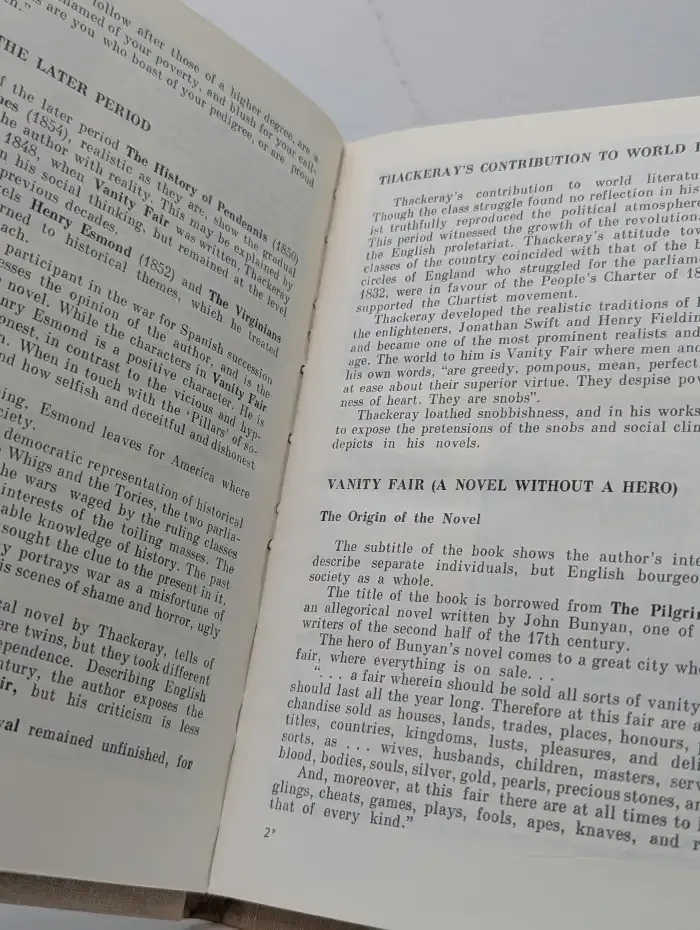 follow after those of a higher degree, are a
named of your poverty, and blush for your call-
are you who boast of your pedigree, or are proud
THE LATER PERIOD
of the later period The History of Pendennis (1850)
(1854), realistic as they are, show the gradual
the author with reality. This may be explained by
1848, when Vanity Fair was written, Thackeray
in his social thinking, but remained at the level
previous decades.
Henry Esmond (1852) and The Virginians
to historical themes, which he treated
participant in the war for Spanish succession
the opinion of the author, and is the
novel. While the characters in Vanity Fair
Henry Esmond is a positive character. He is
honest, in contrast to the vicious and hyp-
When in touch with the ‘Pillars’ of so-
and how selfish and deceitful and dishonest
Esmond leaves for America where
democratic representation of historical
Whigs and the Tories, the two parlia-
the wars waged by the ruling classes
interests of the toiling masses. The
knowledge of history. The past
sought the clue to the present in it.
portrays war as a misfortune of
his scenes of shame and horror, ugly
novel by Thackeray, tells of
were twins, but they took different
Describing English
the author exposes the
but his criticism is less
remained unfinished, for
THACKERAY'S CONTRIBUTION TO WORLD
Thackeray's contribution to world
Though the class struggle found no reflection in his
ist truthfully reproduced the political atmosphere
This period witnessed the growth of the revolution
the English proletariat. Thackeray's attitude
classes of the country coincided with that of the
circles of England who struggled for the
1832, were in favour of the People's Charter of
supported the Chartist movement.
Thackeray developed the realistic traditions of
the enlighteners, Jonathan Swift and Henry
and became one of the most prominent realists and
age. The world to him is Vanity Fair where men and
his own words, “are greedy, pompous, mean, perfect
at ease about their superior virtue. They despise
ness of heart. They are snobs”.
Thackeray loathed snobbishness, and in his works
to expose the pretensions of the snobs and social
depicts in his novels.
VANITY FAIR (A NOVEL WITHOUT A HERO)
The Origin of the Novel
The subtitle of the book shows the author's
describe separate individuals, but English
society as a whole.
The title of the book is borrowed from The
an allegorical novel written by John Bunyan, one of
writers of the second half of the 17th century.
The hero of Bunyan's novel comes to a great city
fair, where everything is on sale. . .
“. . . a fair wherein should be sold all sorts of vanity
should last all the year long. Therefore at this fair are
chandise sold as houses, lands, trades, places, honours,
titles, countries, kingdoms, lusts, pleasures, and
sorts, as . . . wives, husbands, children, masters,
blood, bodies, souls, silver, gold, pearls, precious stones,
And, moreover, at this fair there are at all times to
glings, cheats, games, plays, fools, apes, knaves, and
that of every kind.”
2*